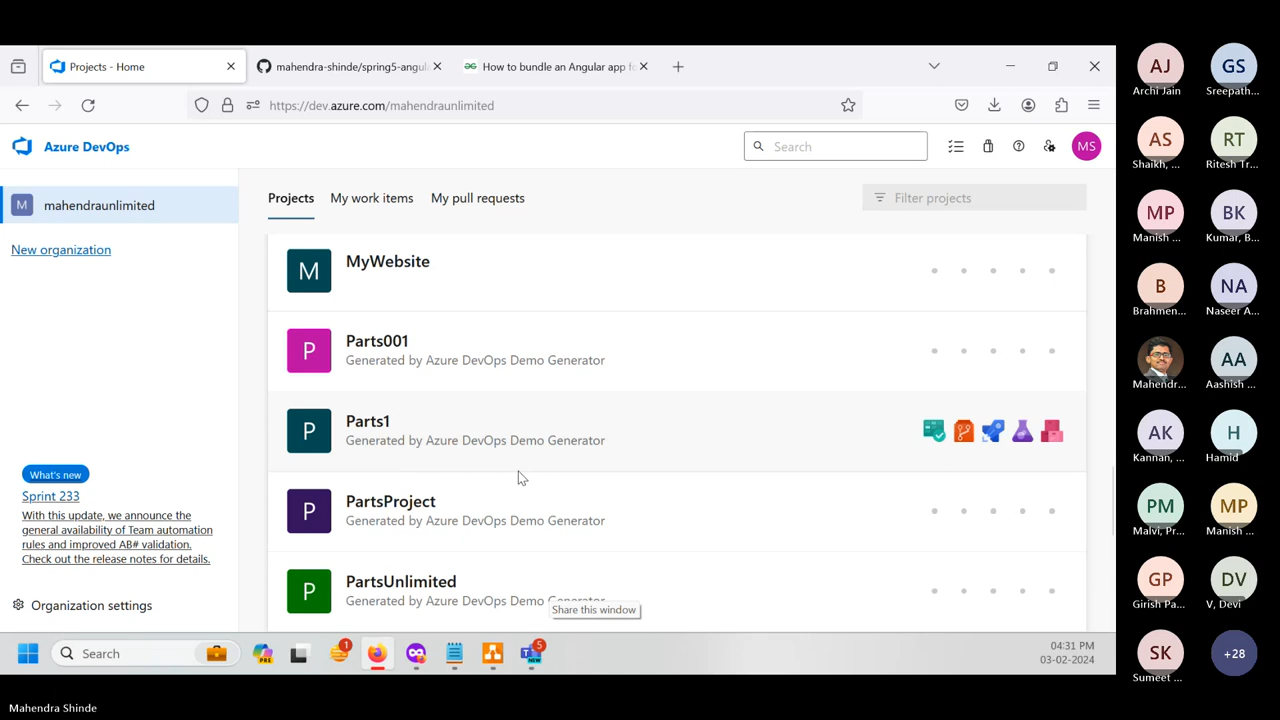 Projects - Home
mahendra-shinde/spring5-angul
How to bundle an Angular app fo
https://dev.azure.com/mahendraunlimited
Azure DevOps
Search
MS
M
mahendraunlimited
New organization
Projects
My work items
My pull requests
Filter projects
M
MyWebsite
P
Parts001
Generated by Azure DevOps Demo Generator
P
Parts1
Generated by Azure DevOps Demo Generator
P
PartsProject
Generated by Azure DevOps Demo Generator
P
PartsUnlimited
Generated by Azure DevOps Demo Generator
Share this window
What's new
Sprint 233
With this update, we announce the
general availability of Team automation
rules and improved AB# validation.
Check out the release notes for details.
Organization settings
Search
PRE
1
5
NEW
04:31 PM
03-02-2024
AJ
Archi Jain
GS
Sreepath...
AS
Shaikh, ...
RT
Ritesh Tr...
MP
Manish ...
BK
Kumar, B...
B
Brahmen...
NA
Naseer A...
Mahendr...
AA
Aashish ...
AK
Kannan, ...
H
Hamid
PM
Malvi, Pr...
MP
Manish ...
GP
Girish Pa...
DV
V, Devi
SK
Sumeet ...
+28
Mahendra Shinde